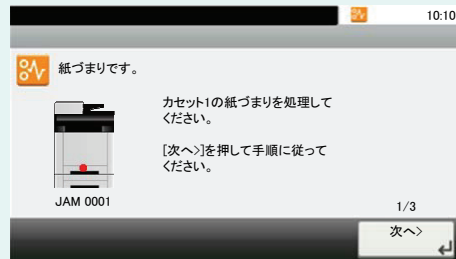 10:10
紙づまりです。
カセット1の紙づまりを処理して
ください。
[次へ>]を押して手順に従って
ください。
JAM 0001
1/3
次へ>